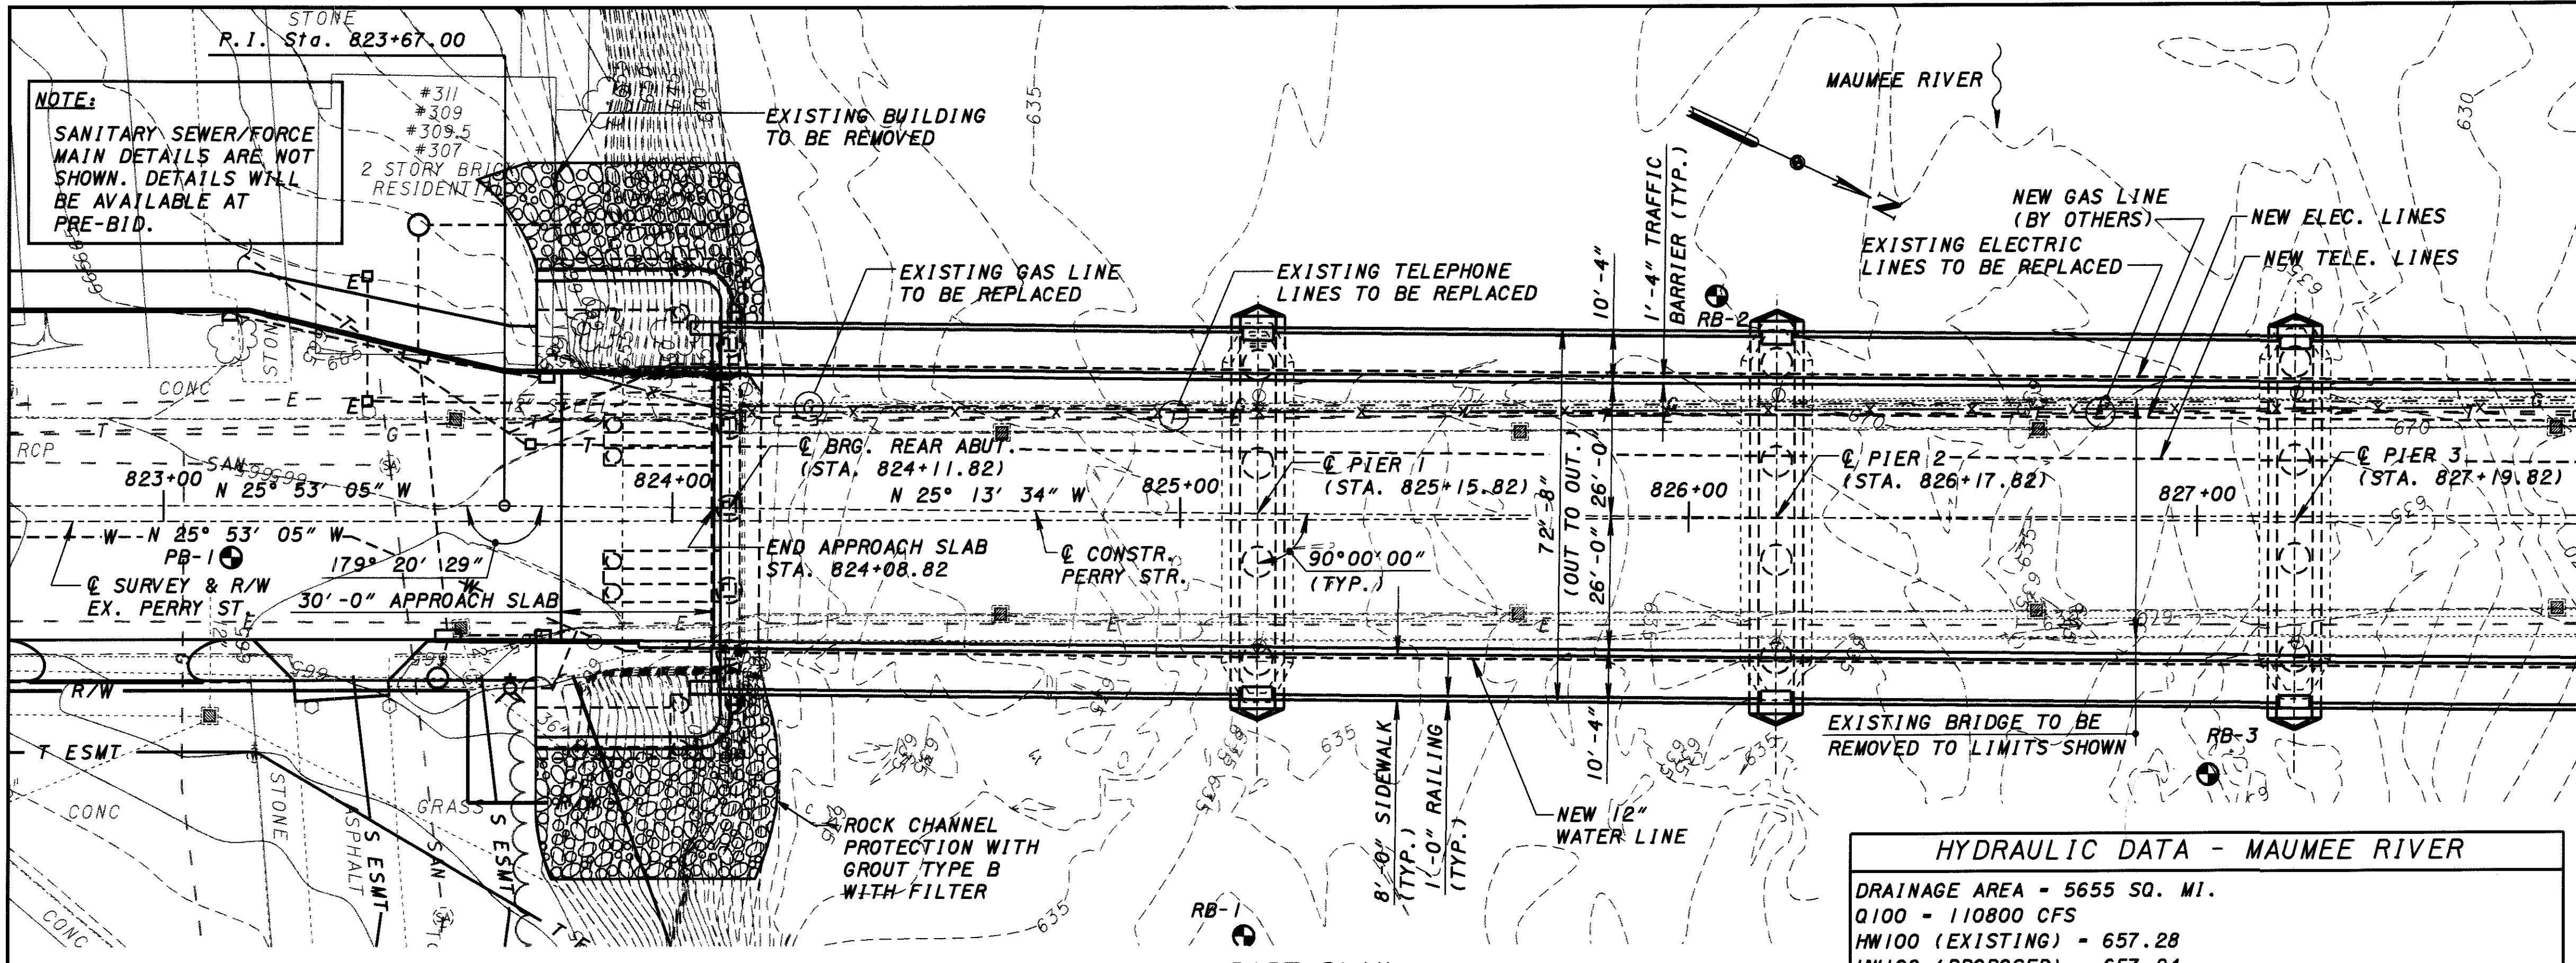 STONE
P.I. Sta. 823+67.00
NOTE:
SANITARY SEWER/FORCE
MAIN DETAILS ARE NOT
SHOWN. DETAILS WILL
BE AVAILABLE AT
PRE-BID.
#311
#309
#309.5
#307
2 STORY BRICK
RESIDENTIAL
EXISTING BUILDING
TO BE REMOVED
635
MAUMEE RIVER
630
N
1'-4" TRAFFIC
BARRIER (TYP.)
10'-4"
NEW GAS LINE
(BY OTHERS)
NEW ELEC. LINES
EXISTING ELECTRIC
LINES TO BE REPLACED
NEW TELE. LINES
EXISTING GAS LINE
TO BE REPLACED
EXISTING TELEPHONE
LINES TO BE REPLACED
RB-2
635
665
STONE
CONC
E
E
E
T
T
G
RCP
SAN
823+00
N 25° 53' 05" W
824+00
℄ BRG. REAR ABUT.
(STA. 824+11.82)
N 25° 13' 34" W
825+00
℄ PIER 1
(STA. 825+15.82)
826+00
℄ PIER 2
(STA. 826+17.82)
827+00
℄ PIER 3
(STA. 827+19.82)
670
670
W
N 25° 53' 05" W
PB-1
℄ SURVEY & R/W
EX. PERRY ST.
179° 20' 29"
30'-0" APPROACH SLAB
END APPROACH SLAB
STA. 824+08.82
℄ CONSTR.
PERRY STR.
90°00'00"
(TYP.)
72'-8"
(OUT TO OUT.)
26'-0"
26'-0"
10'-4"
E
E
E
E
R/W
T ESMT
CONC
STONE
ASPHALT
S ESMT
GRASS
SAN
S ESMT
CONC
36"
ROCK CHANNEL
PROTECTION WITH
GROUT TYPE B
WITH FILTER
635
635
635
8'-0" SIDEWALK
(TYP.)
1'-0" RAILING
(TYP.)
NEW 12"
WATER LINE
EXISTING BRIDGE TO BE
REMOVED TO LIMITS SHOWN
RB-3
RB-1
HYDRAULIC DATA - MAUMEE RIVER
DRAINAGE AREA = 5655 SQ. MI.
Q100 = 110800 CFS
HW100 (EXISTING) = 657.28